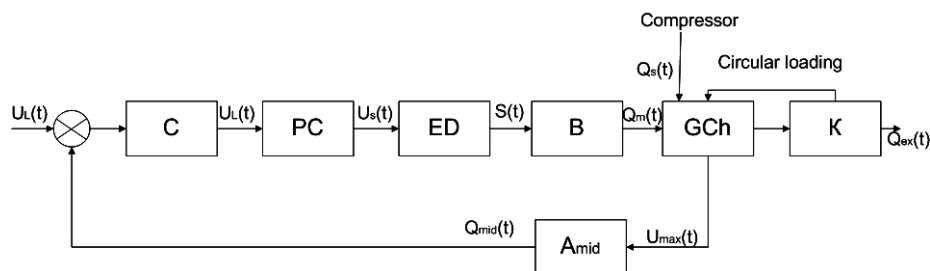 Compressor
Qs(t)
Circular loading
UL(t)
C
UL(t)
PC
Us(t)
ED
S(t)
B
Qm(t)
GCh
K
Qex(t)
Qmid(t)
Amid
Umax(t)